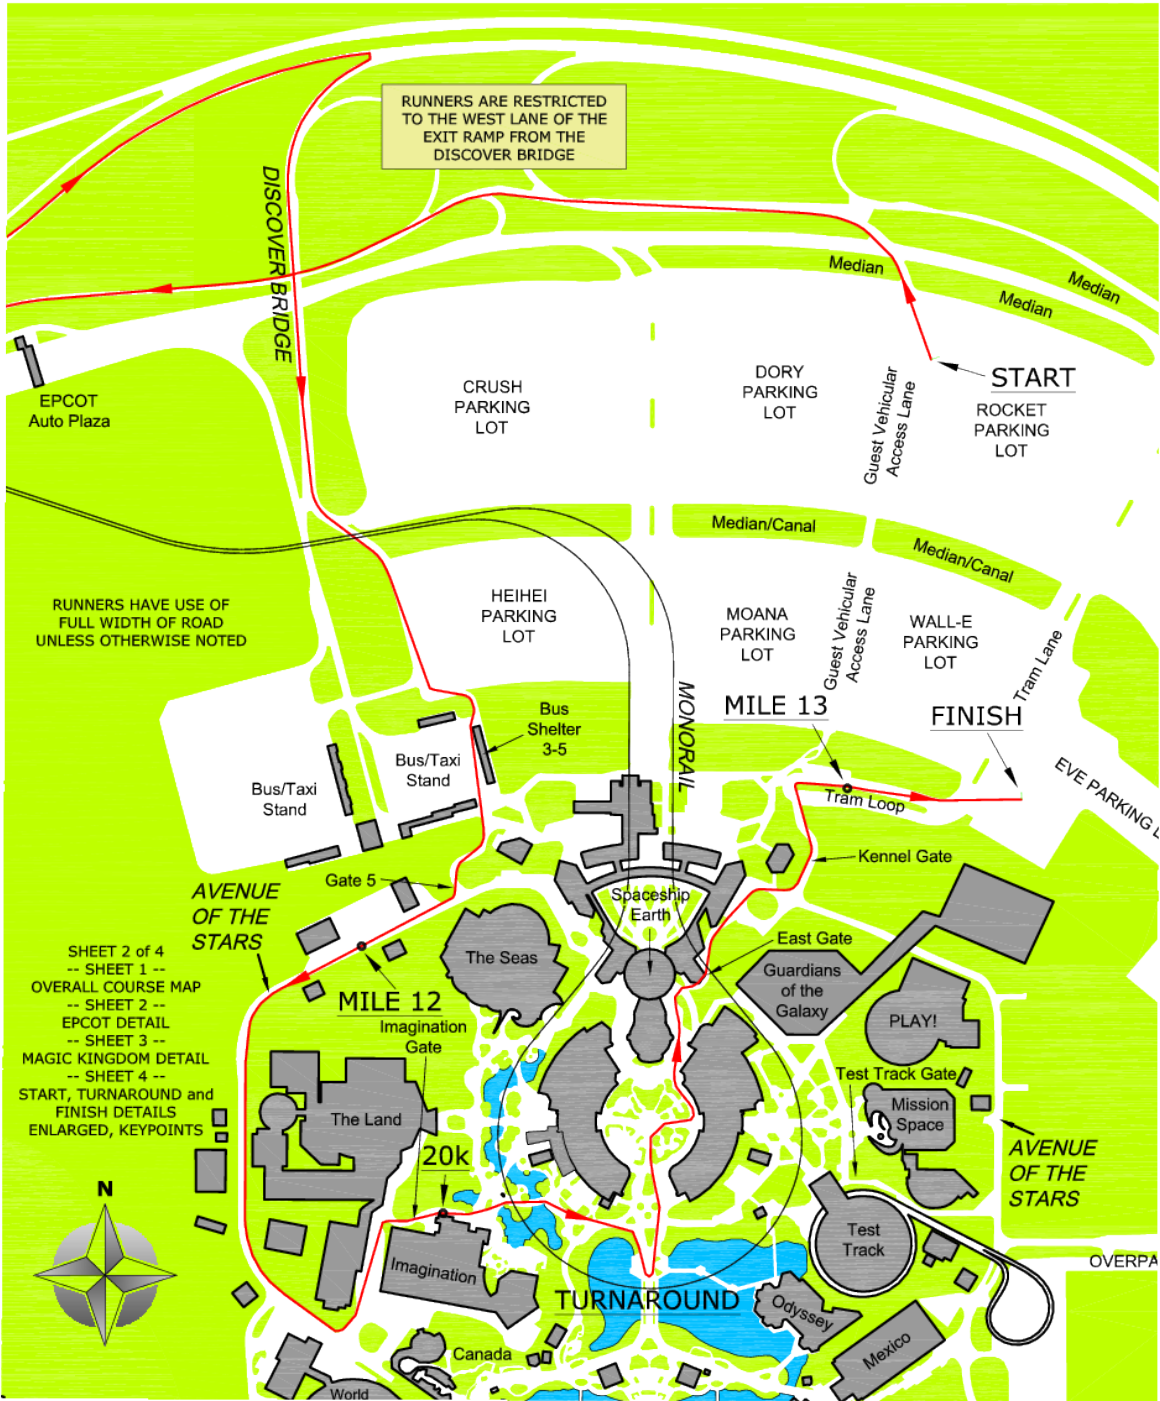 RUNNERS ARE RESTRICTED
TO THE WEST LANE OF THE
EXIT RAMP FROM THE
DISCOVER BRIDGE
DISCOVER BRIDGE
Median
Median
Median
EPCOT
Auto Plaza
CRUSH
PARKING
LOT
DORY
PARKING
LOT
Guest Vehicular
Access Lane
START
ROCKET
PARKING
LOT
Median/Canal
Median/Canal
RUNNERS HAVE USE OF
FULL WIDTH OF ROAD
UNLESS OTHERWISE NOTED
HEIHEI
PARKING
LOT
MOANA
PARKING
LOT
Guest Vehicular
Access Lane
WALL-E
PARKING
LOT
Tram Lane
MONORAIL
MILE 13
FINISH
Bus
Shelter
3-5
Bus/Taxi
Stand
Bus/Taxi
Stand
Tram Loop
EVE PARKING L
Kennel Gate
Gate 5
AVENUE
OF THE
STARS
Spaceship
Earth
The Seas
East Gate
Guardians
of the
Galaxy
PLAY!
MILE 12
Imagination
Gate
SHEET 2 of 4
-- SHEET 1 --
OVERALL COURSE MAP
-- SHEET 2 --
EPCOT DETAIL
-- SHEET 3 --
MAGIC KINGDOM DETAIL
-- SHEET 4 --
START, TURNAROUND and
FINISH DETAILS
ENLARGED, KEYPOINTS
The Land
Test Track Gate
Mission
Space
AVENUE
OF THE
STARS
20k
N
Test
Track
Imagination
OVERPA
TURNAROUND
Odyssey
Mexico
Canada
World